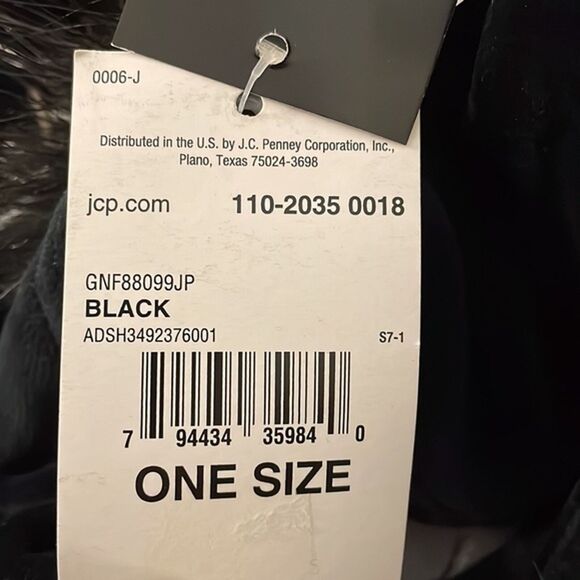 0006-J
Distributed in the U.S. by J.C. Penney Corporation, Inc.,
Plano, Texas 75024-3698
jcp.com 110-2035 0018
GNF88099JP
BLACK
ADSH3492376001 S7-1
7 94434 35984 0
ONE SIZE